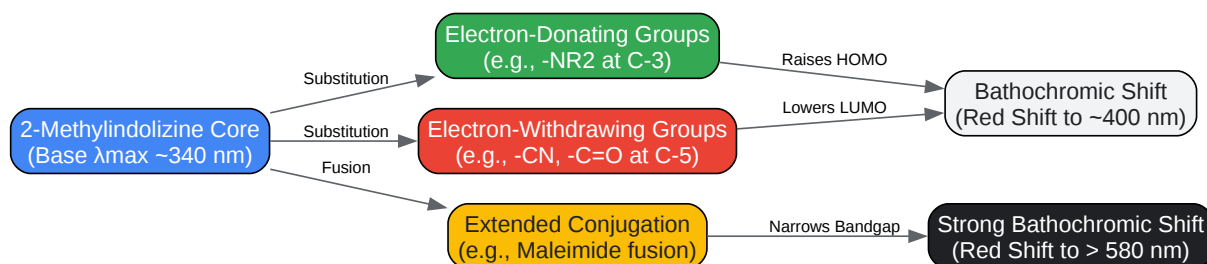 Electron-Donating Groups
(e.g., -NR2 at C-3)
Substitution
Raises HOMO
2-Methylindolizine Core
(Base λmax ~340 nm)
Substitution
Electron-Withdrawing Groups
(e.g., -CN, -C=O at C-5)
Lowers LUMO
Bathochromic Shift
(Red Shift to ~400 nm)
Fusion
Extended Conjugation
(e.g., Maleimide fusion)
Narrows Bandgap
Strong Bathochromic Shift
(Red Shift to > 580 nm)